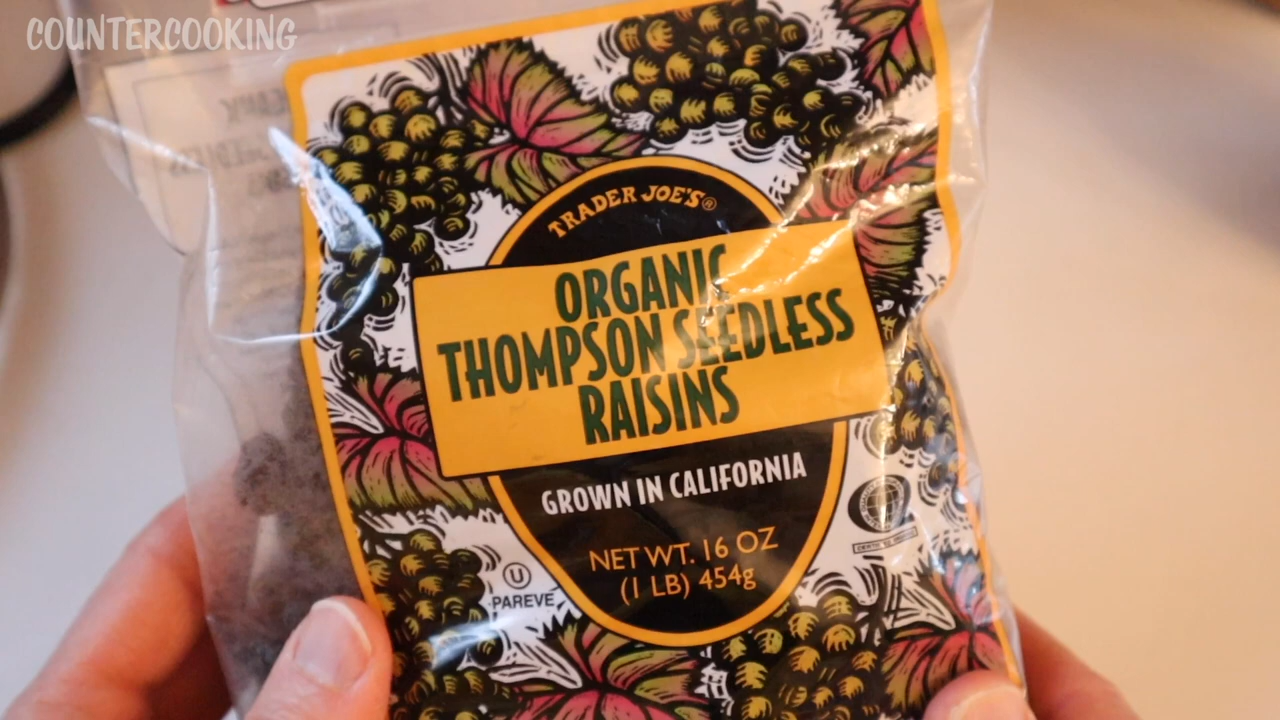 COUNTERCOOKING
TRADER JOE'S®
ORGANIC
THOMPSON SEEDLESS
RAISINS
GROWN IN CALIFORNIA
NET WT. 16 OZ
(1 LB) 454g
U
PAREVE